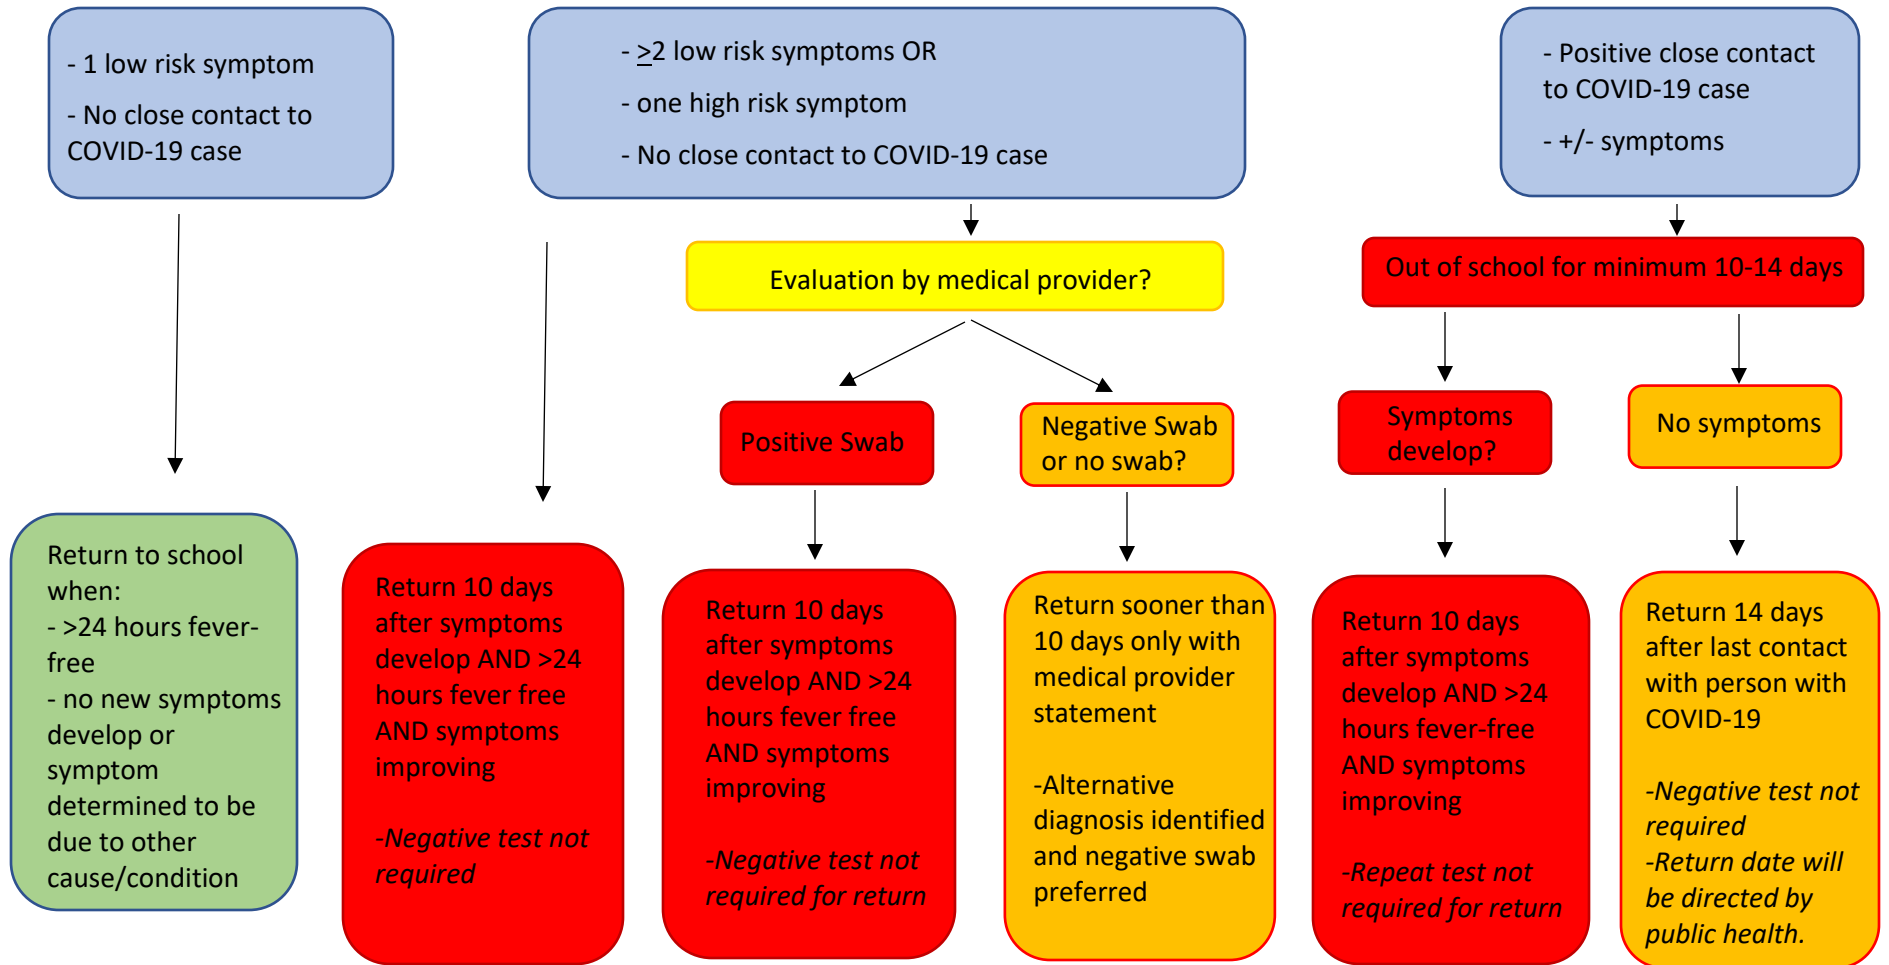 - 1 low risk symptom
- No close contact to
COVID-19 case
- >2 low risk symptoms OR
- one high risk symptom
- No close contact to COVID-19 case
- Positive close contact
to COVID-19 case
- +/- symptoms
Evaluation by medical provider?
Out of school for minimum 10-14 days
Positive Swab
Negative Swab
or no swab?
Symptoms
develop?
No symptoms
Return to school
when:
- >24 hours fever-
free
- no new symptoms
develop or
symptom
determined to be
due to other
cause/condition
Return 10 days
after symptoms
develop AND >24
hours fever free
AND symptoms
improving
-Negative test not
required
Return 10 days
after symptoms
develop AND >24
hours fever free
AND symptoms
improving
-Negative test not
required for return
Return sooner than
10 days only with
medical provider
statement
-Alternative
diagnosis identified
and negative swab
preferred
Return 10 days
after symptoms
develop AND >24
hours fever-free
AND symptoms
improving
-Repeat test not
required for return
Return 14 days
after last contact
with person with
COVID-19
-Negative test not
required
-Return date will
be directed by
public health.